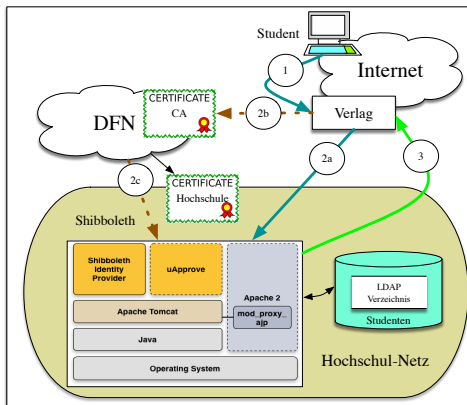 Student
1
Internet
CERTIFICATE
CA
DFN
2b
Verlag
2c
2a
3
CERTIFICATE
Hochschule
Shibboleth
Shibboleth
Identity
Provider
uApprove
Apache 2
mod_proxy_
ajp
Apache Tomcat
Java
Operating System
LDAP
Verzeichnis
Studenten
Hochschul-Netz